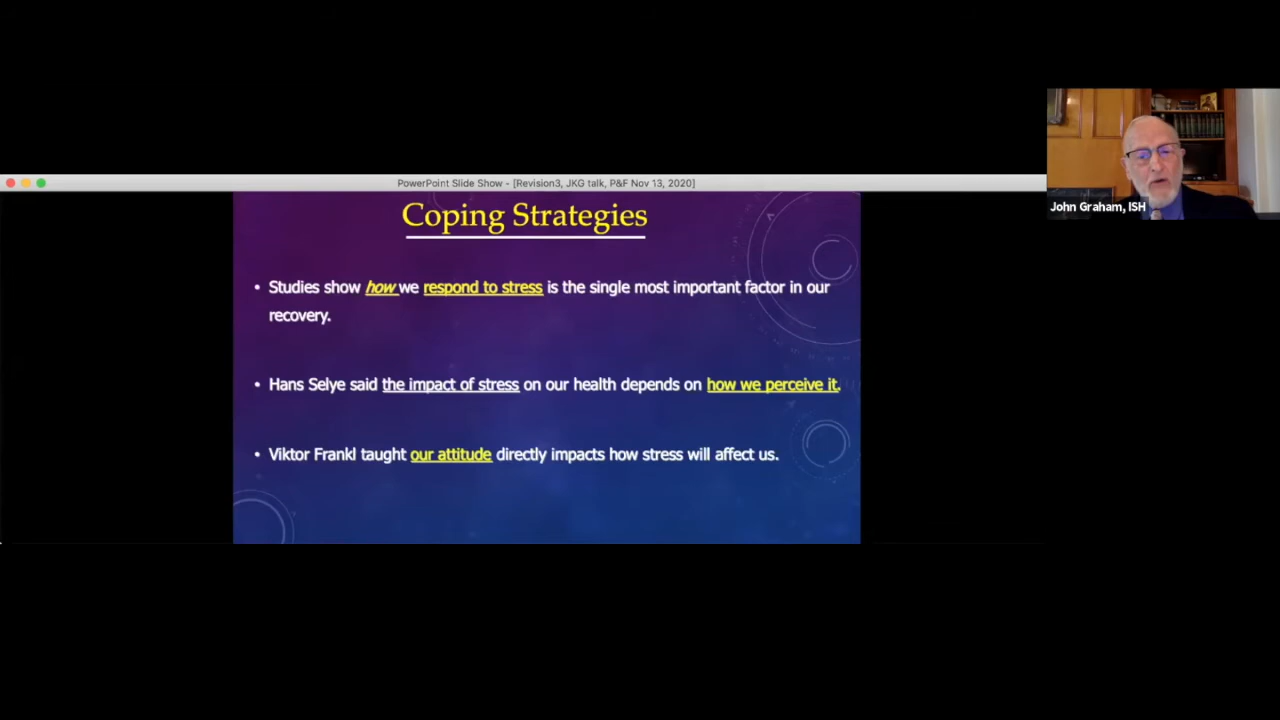 PowerPoint Slide Show - [Revision3, JKG talk, P&F Nov 13, 2020]
Coping Strategies
• Studies show how we respond to stress is the single most important factor in our
recovery.
• Hans Selye said the impact of stress on our health depends on how we perceive it.
• Viktor Frankl taught our attitude directly impacts how stress will affect us.
John Graham, ISH